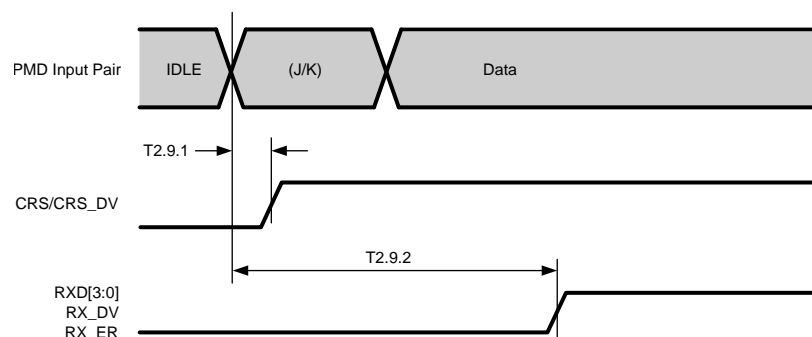 PMD Input Pair
IDLE
(J/K)
Data
T2.9.1
CRS/CRS_DV
T2.9.2
RXD[3:0]
RX_DV
RX_ER